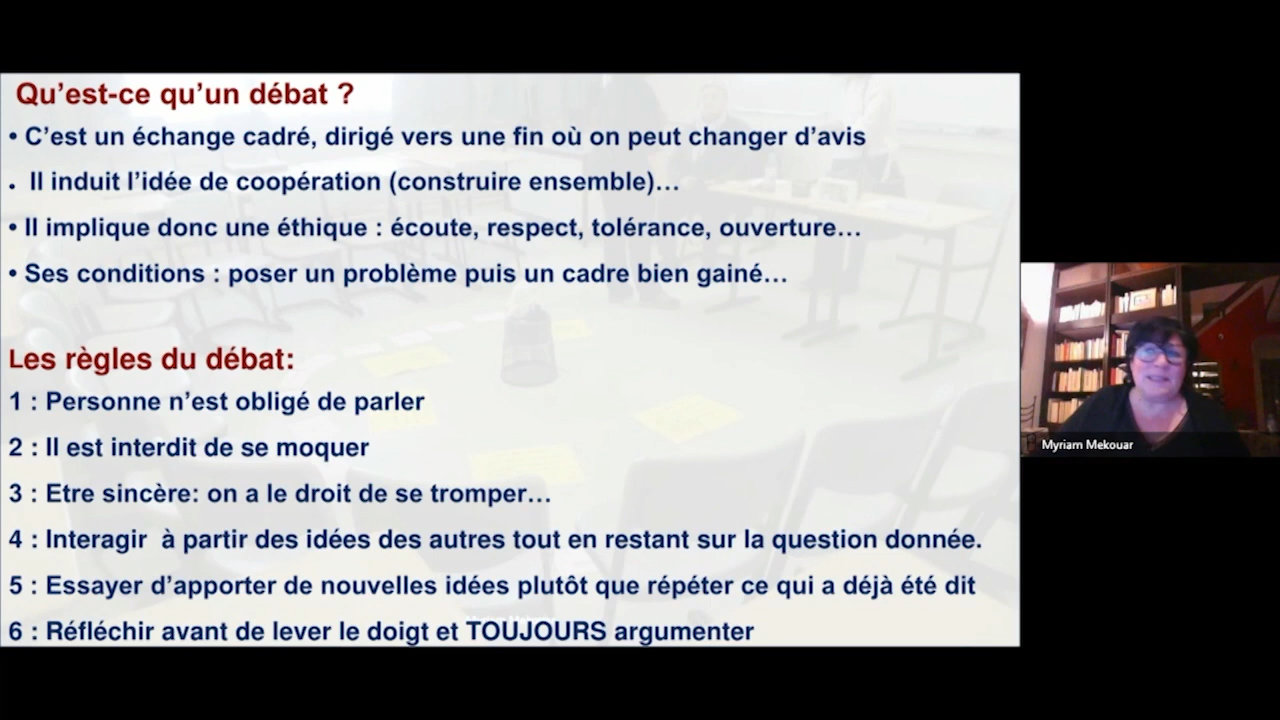 Qu’est-ce qu’un débat ?
• C’est un échange cadré, dirigé vers une fin où on peut changer d’avis
. Il induit l’idée de coopération (construire ensemble)…
• Il implique donc une éthique : écoute, respect, tolérance, ouverture…
• Ses conditions : poser un problème puis un cadre bien gainé…
Les règles du débat:
1 : Personne n’est obligé de parler
2 : Il est interdit de se moquer
3 : Etre sincère: on a le droit de se tromper…
4 : Interagir à partir des idées des autres tout en restant sur la question donnée.
5 : Essayer d’apporter de nouvelles idées plutôt que répéter ce qui a déjà été dit
6 : Réfléchir avant de lever le doigt et TOUJOURS argumenter
Myriam Mekouar